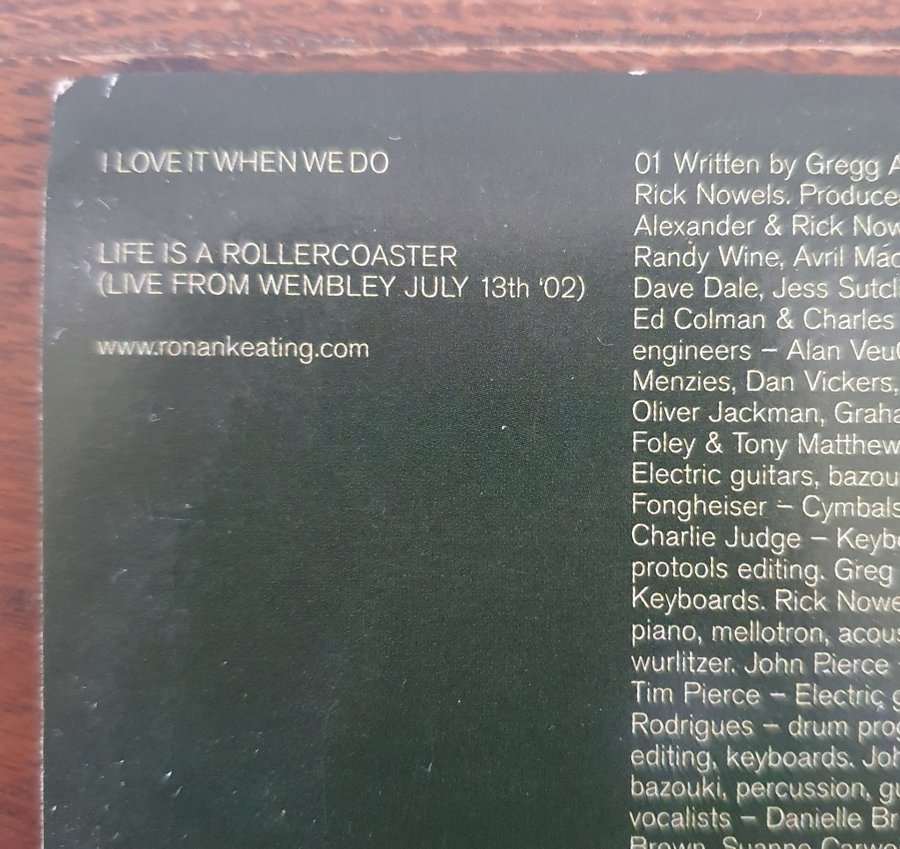 I LOVE IT WHEN WE DO
LIFE IS A ROLLERCOASTER
(LIVE FROM WEMBLEY JULY 13th '02)
www.ronankeating.com
01 Written by Gregg
Rick Nowels.
Alexander & Rick
Randy Wine, Avril
Dave Dale, Jess
Ed Colman & Charles
engineers – Alan
Menzies, Dan Vickers,
Oliver Jackman,
Foley & Tony
Electric guitars,
Fongheiser – Cymbals
Charlie Judge –
protools editing. Greg
Keyboards. Rick
piano, mellotron,
wurlitzer. John Pierce –
Tim Pierce – Electric
Rodrigues – drum
editing, keyboards.
bazouki, percussion,
vocalists – Danielle